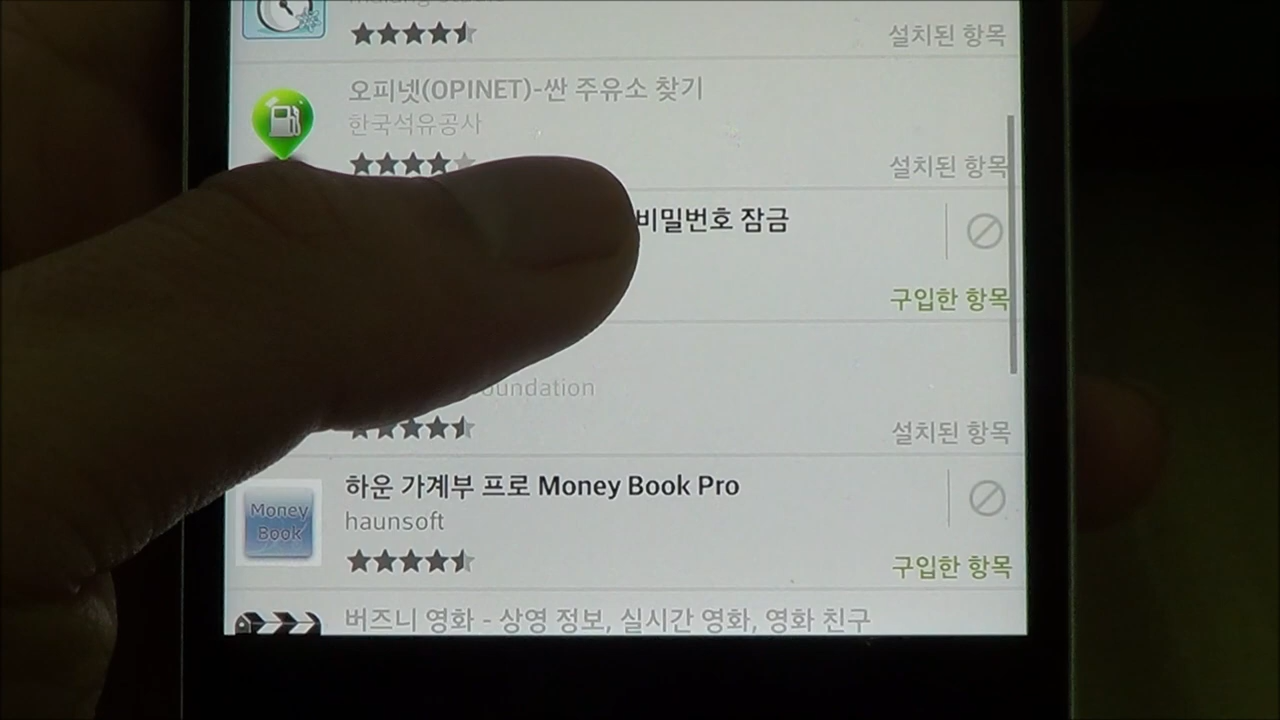 설치된 항목
오피넷(OPINET)-싼 주유소 찾기
한국석유공사
설치된 항목
비밀번호 잠금
구입한 항목
설치된 항목
하운 가계부 프로 Money Book Pro
Money Book
haunsoft
구입한 항목
버즈니 영화 - 상영 정보, 실시간 영화, 영화 친구